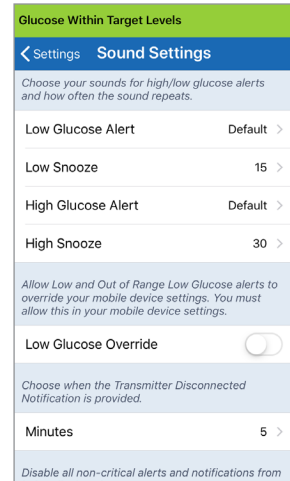 Glucose Within Target Levels
Settings Sound Settings
Choose your sounds for high/low glucose alerts
and how often the sound repeats.
Low Glucose Alert Default
Low Snooze 15
High Glucose Alert Default
High Snooze 30
Allow Low and Out of Range Low Glucose alerts to
override your mobile device settings. You must
allow this in your mobile device settings.
Low Glucose Override
Choose when the Transmitter Disconnected
Notification is provided.
Minutes 5
Disable all non-critical alerts and notifications from